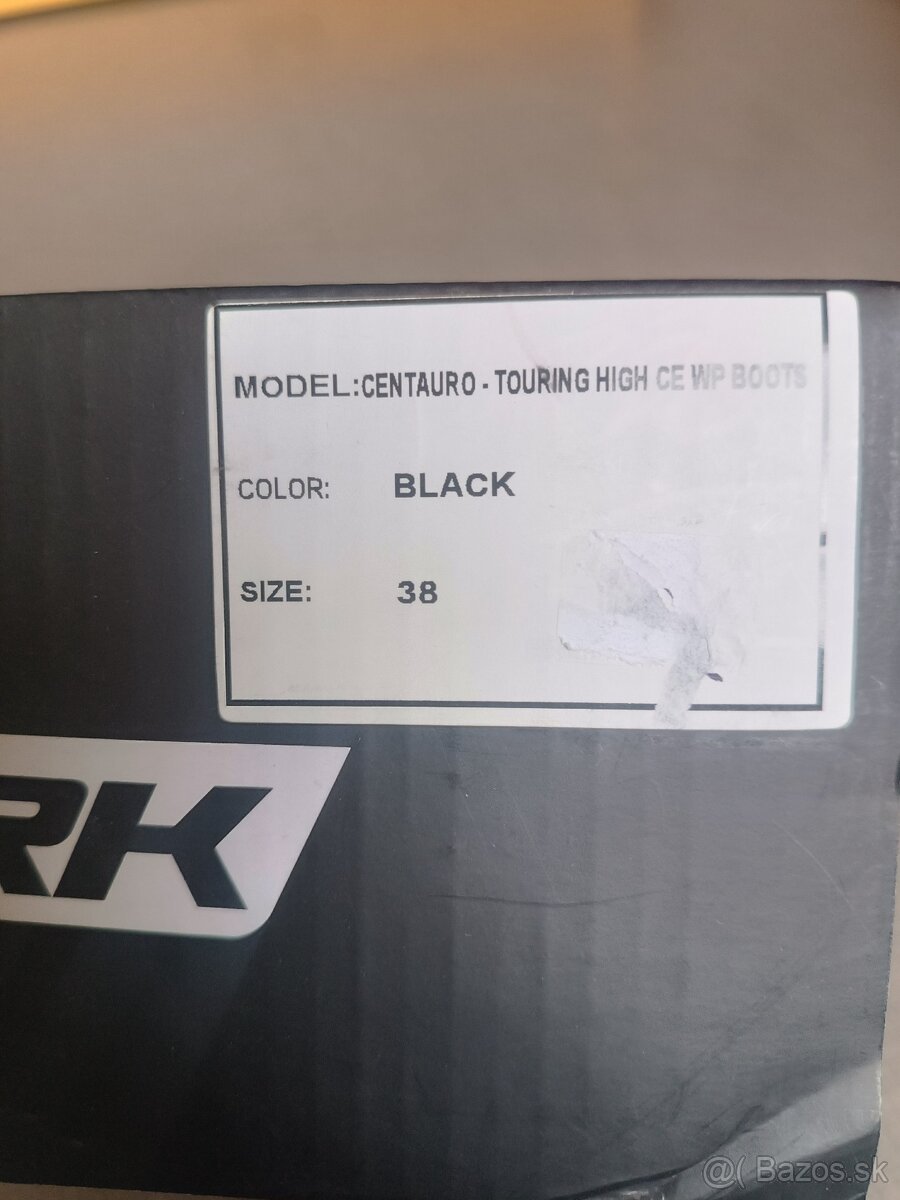 MODEL:CENTAURO - TOURING HIGH CE WP BOOTS
COLOR: BLACK
SIZE: 38
RK
@( Bazos.sk